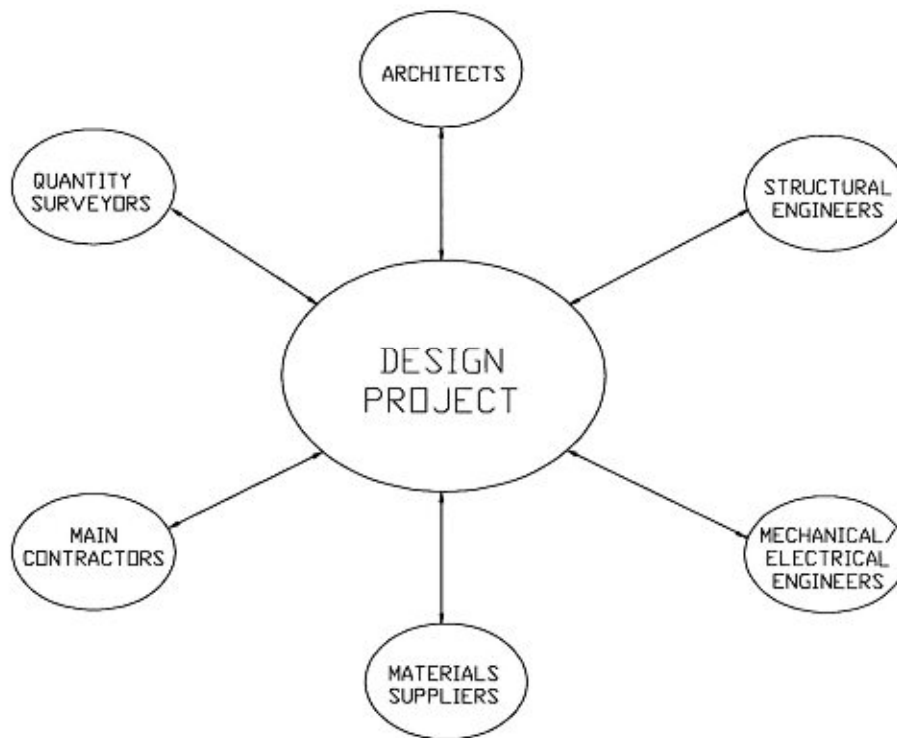 ARCHITECTS
QUANTITY
SURVEYORS
STRUCTURAL
ENGINEERS
DESIGN
PROJECT
MAIN
CONTRACTORS
MECHANICAL/
ELECTRICAL
ENGINEERS
MATERIALS
SUPPLIERS